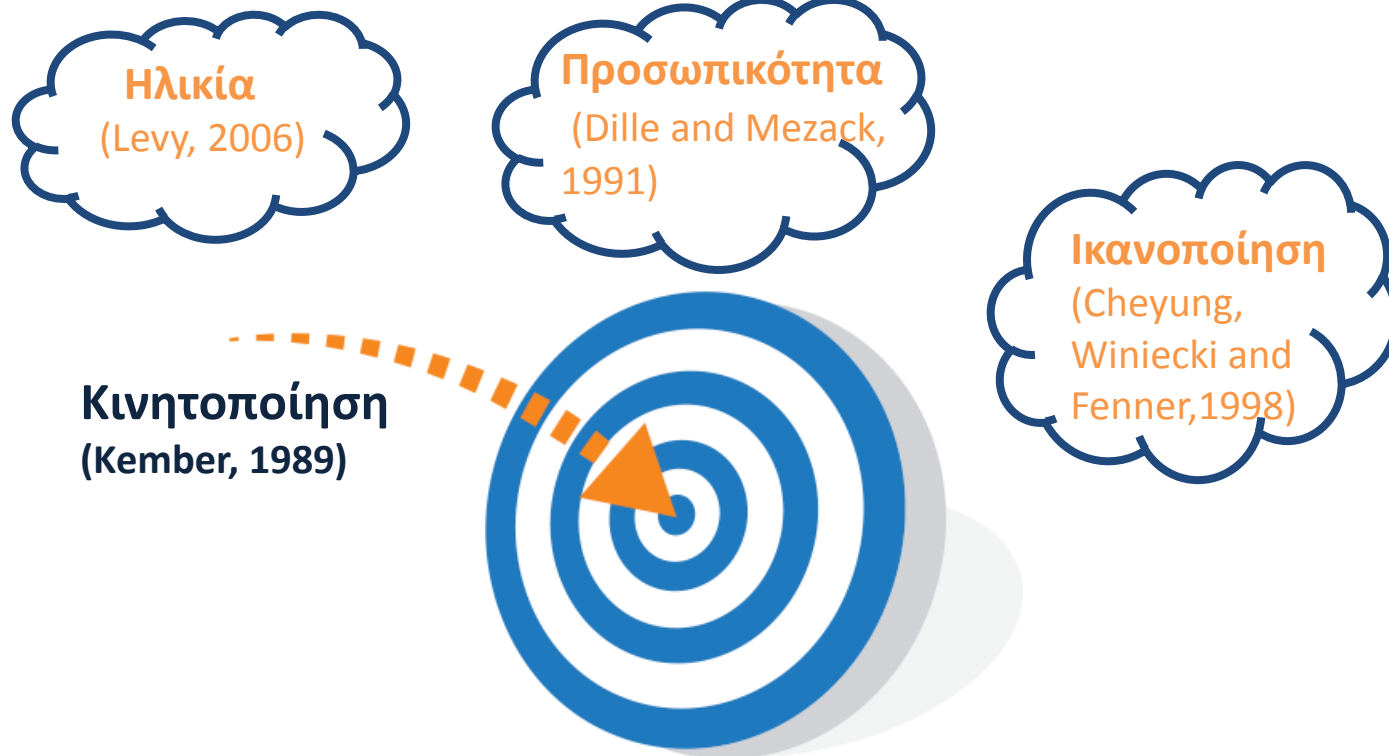 Ηλικία
(Levy, 2006)
Προσωπικότητα
(Dille and Mezack,
1991)
Ικανοποίηση
(Cheyung,
Winiecki and
Fenner,1998)
Κινητοποίηση
(Kember, 1989)